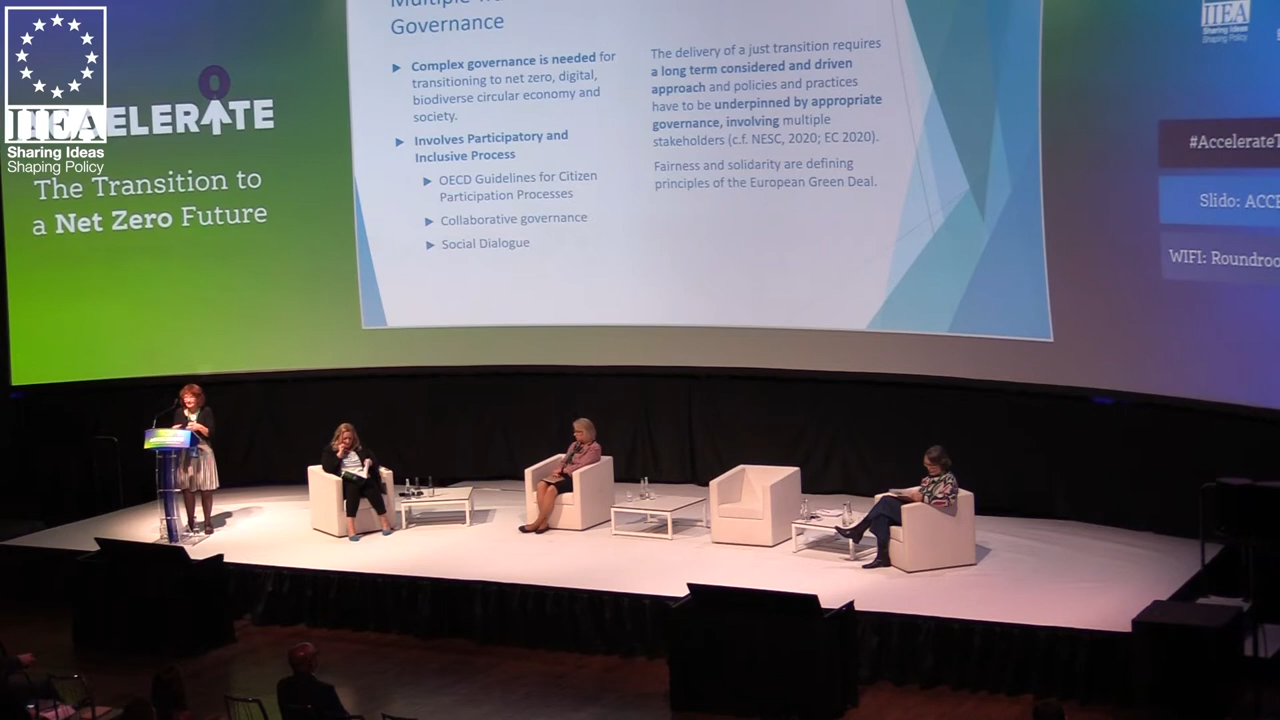 IIEA
Sharing Ideas
Shaping Policy
ELERATE
The Transition to
a Net Zero Future
Governance
▶ Complex governance is needed for
transitioning to net zero, digital,
biodiverse circular economy and
society.
▶ Involves Participatory and
Inclusive Process
▶ OECD Guidelines for Citizen
Participation Processes
▶ Collaborative governance
▶ Social Dialogue
The delivery of a just transition requires
a long term considered and driven
approach and policies and practices
have to be underpinned by appropriate
governance, involving multiple
stakeholders (c.f. NESC, 2020; EC 2020).
Fairness and solidarity are defining
principles of the European Green Deal.
IIEA
Sharing Ideas
Shaping Policy
#AccelerateT
Slido: ACCE
WIFI: Roundroo